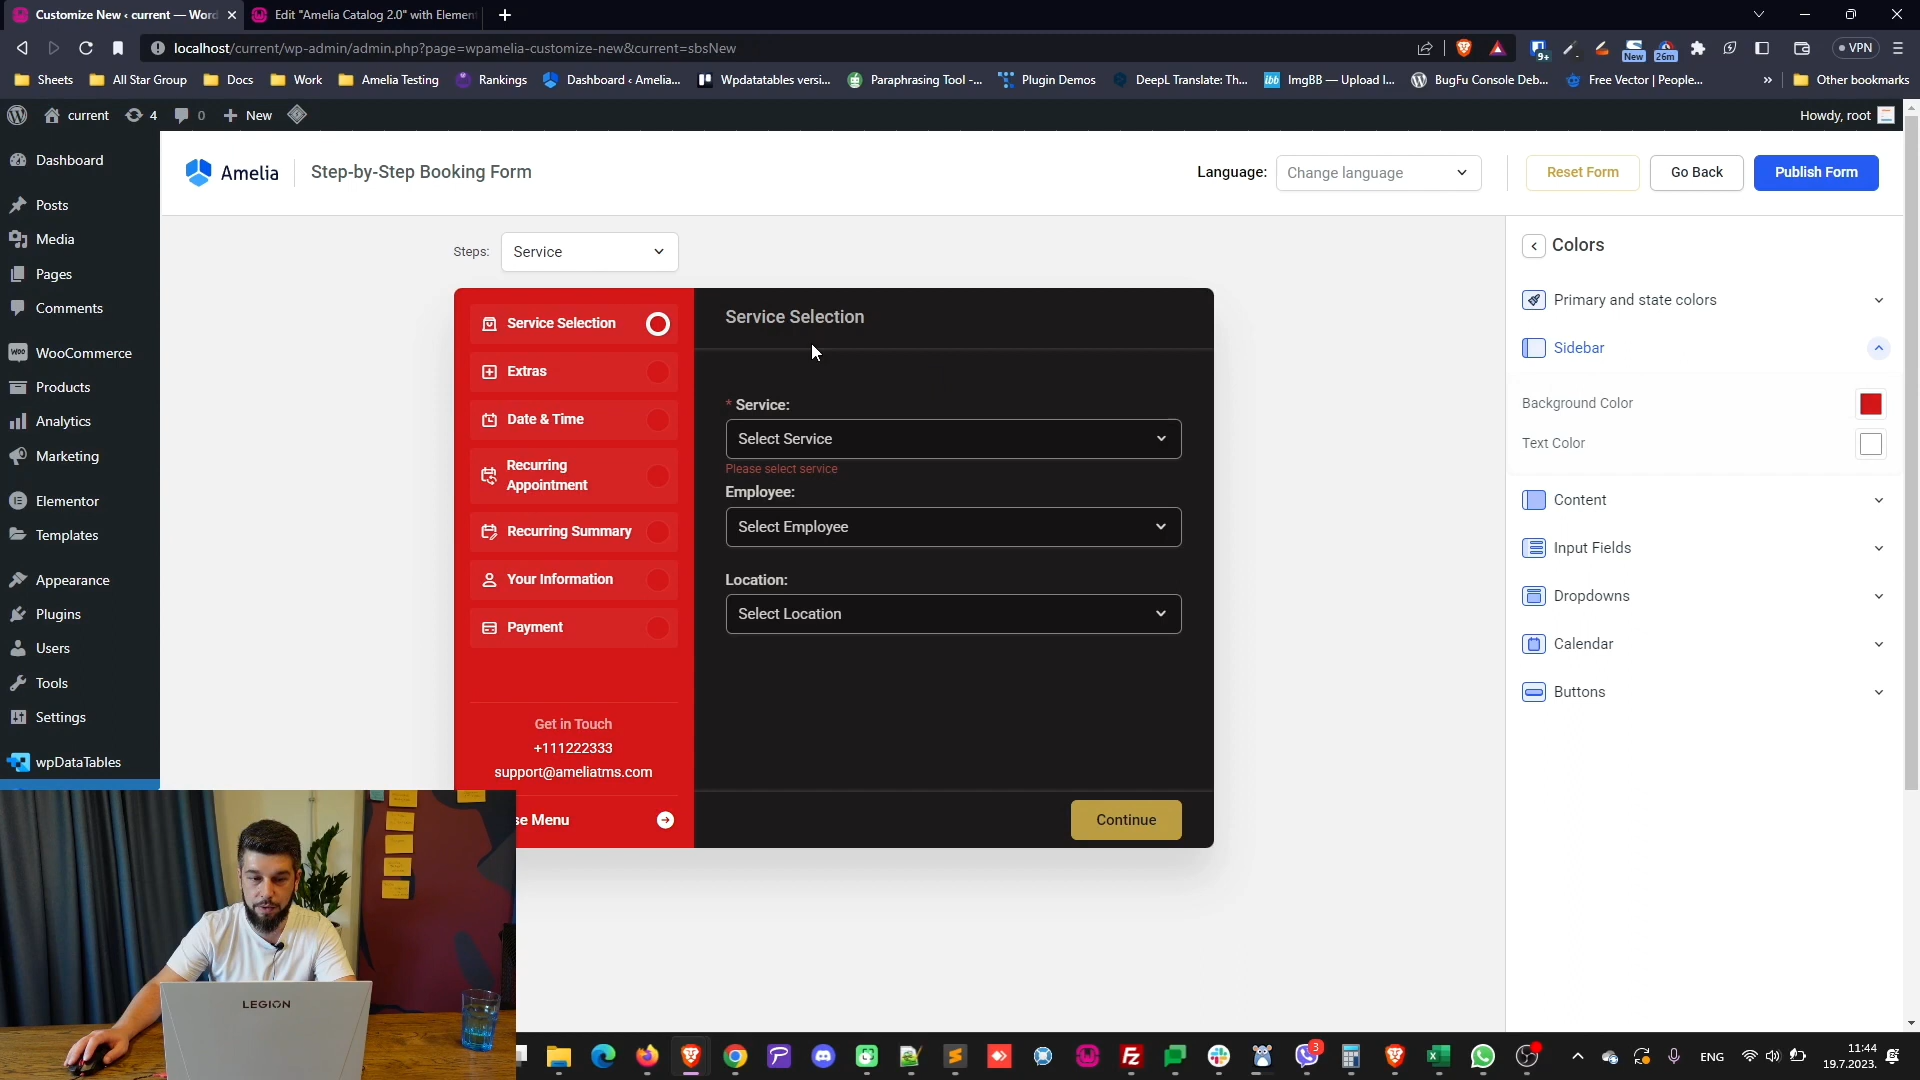 Customize New ‹ current — Word
Edit "Amelia Catalog 2.0" with Elemen
localhost/current/wp-admin/admin.php?page=wpamelia-customize-new&current=sbsNew
9+
New
26m
VPN
Sheets
All Star Group
Docs
Work
Amelia Testing
Rankings
Dashboard ‹ Amelia...
Wpdatatables versi...
Paraphrasing Tool -...
Plugin Demos
DeepL Translate: Th...
ibb
ImgBB — Upload I...
BugFu Console Deb...
Free Vector | People...
»
Other bookmarks
current
4
0
New
Howdy, root
Dashboard
Posts
Media
Pages
Comments
Woo
WooCommerce
Products
Analytics
Marketing
Elementor
Templates
Appearance
Plugins
Users
Tools
Settings
wpDataTables
Amelia
Step-by-Step Booking Form
Language:
Change language
Reset Form
Go Back
Publish Form
Steps:
Service
Service Selection
Extras
Date & Time
Recurring
Appointment
Recurring Summary
Your Information
Payment
Get in Touch
+111222333
support@ameliatms.com
se Menu
Service Selection
* Service:
Select Service
Please select service
Employee:
Select Employee
Location:
Select Location
Continue
Colors
Primary and state colors
Sidebar
Background Color
Text Color
Content
Input Fields
Dropdowns
Calendar
Buttons
LEGION
3
ENG
11:44
19.7.2023.